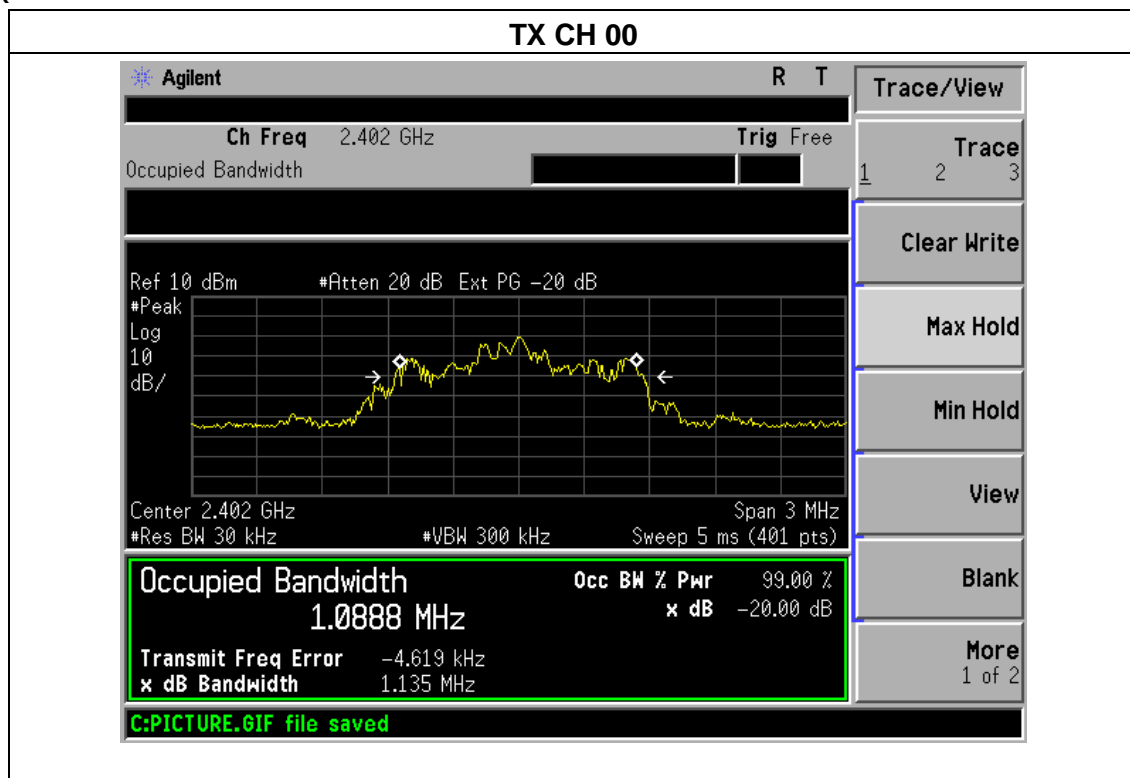 TX CH 00
Agilent R T
Trace/View
Ch Freq 2.402 GHz Trig Free
Occupied Bandwidth
Trace
1 2 3
Clear Write
Ref 10 dBm #Atten 20 dB Ext PG -20 dB
#Peak
Log
10
dB/
Max Hold
Min Hold
View
Center 2.402 GHz Span 3 MHz
#Res BW 30 kHz #VBW 300 kHz Sweep 5 ms (401 pts)
Occupied Bandwidth Occ BW % Pwr 99.00 %
1.0888 MHz x dB -20.00 dB
Blank
Transmit Freq Error -4.619 kHz
x dB Bandwidth 1.135 MHz
More
1 of 2
C:PICTURE.GIF file saved